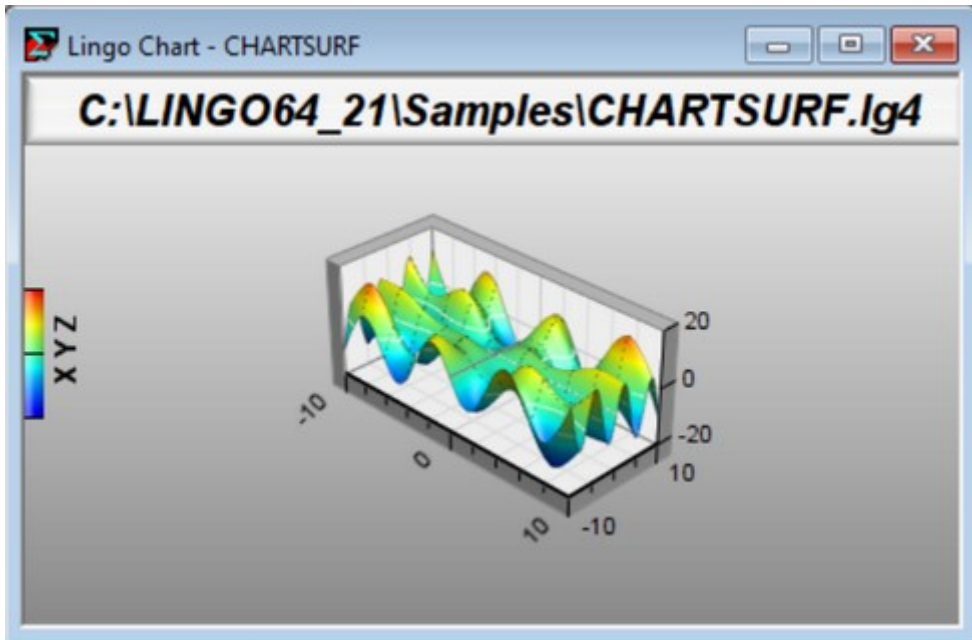 Lingo Chart - CHARTSURF
C:\LINGO64_21\Samples\CHARTSURF.lg4
X Y Z
20
0
-20
10
-10
0
10
-10